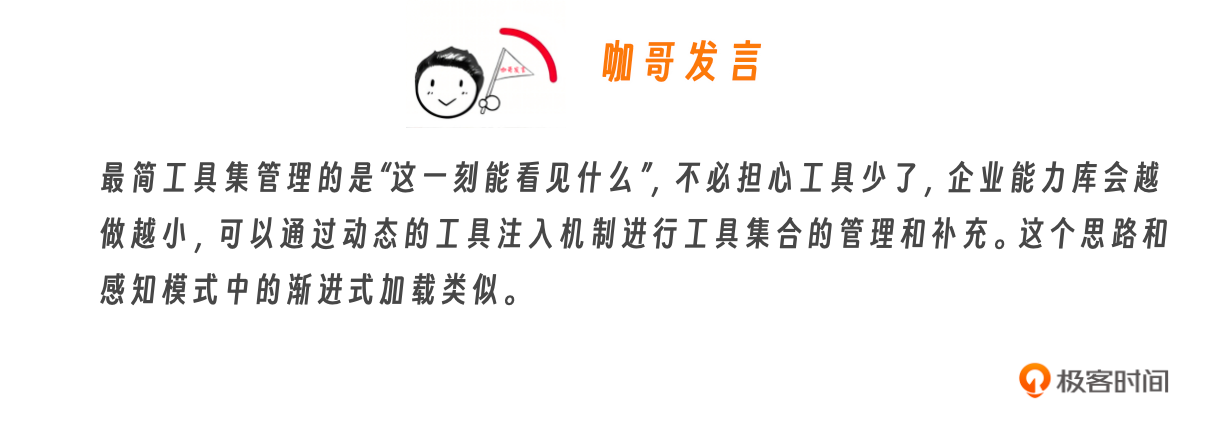 咖哥发言
咖哥发言
最简工具集管理的是“这一刻能看见什么”，不必担心工具少了，企业能力库会越
做越小，可以通过动态的工具注入机制进行工具集合的管理和补充。这个思路和
感知模式中的渐进式加载类似。
极客时间